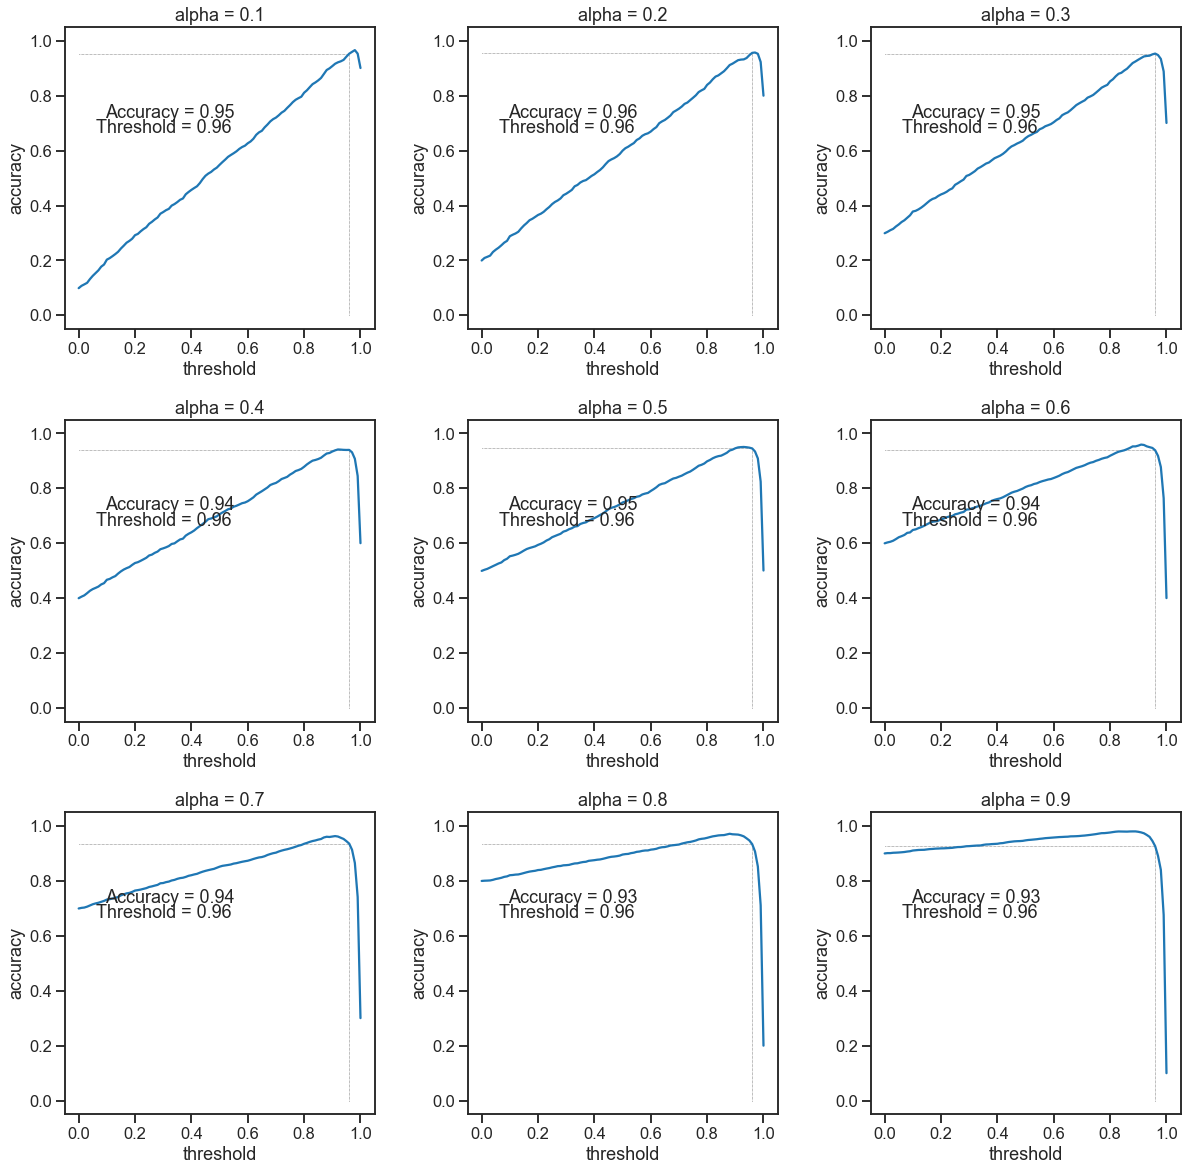 alpha = 0.1
1.0
0.8
0.6
0.4
0.2
0.0
accuracy
Accuracy = 0.95
Threshold = 0.96
0.0 0.2 0.4 0.6 0.8 1.0
threshold
alpha = 0.2
1.0
0.8
0.6
0.4
0.2
0.0
accuracy
Accuracy = 0.96
Threshold = 0.96
0.0 0.2 0.4 0.6 0.8 1.0
threshold
alpha = 0.3
1.0
0.8
0.6
0.4
0.2
0.0
accuracy
Accuracy = 0.95
Threshold = 0.96
0.0 0.2 0.4 0.6 0.8 1.0
threshold
alpha = 0.4
1.0
0.8
0.6
0.4
0.2
0.0
accuracy
Accuracy = 0.94
Threshold = 0.96
0.0 0.2 0.4 0.6 0.8 1.0
threshold
alpha = 0.5
1.0
0.8
0.6
0.4
0.2
0.0
accuracy
Accuracy = 0.95
Threshold = 0.96
0.0 0.2 0.4 0.6 0.8 1.0
threshold
alpha = 0.6
1.0
0.8
0.6
0.4
0.2
0.0
accuracy
Accuracy = 0.94
Threshold = 0.96
0.0 0.2 0.4 0.6 0.8 1.0
threshold
alpha = 0.7
1.0
0.8
0.6
0.4
0.2
0.0
accuracy
Accuracy = 0.94
Threshold = 0.96
0.0 0.2 0.4 0.6 0.8 1.0
threshold
alpha = 0.8
1.0
0.8
0.6
0.4
0.2
0.0
accuracy
Accuracy = 0.93
Threshold = 0.96
0.0 0.2 0.4 0.6 0.8 1.0
threshold
alpha = 0.9
1.0
0.8
0.6
0.4
0.2
0.0
accuracy
Accuracy = 0.93
Threshold = 0.96
0.0 0.2 0.4 0.6 0.8 1.0
threshold